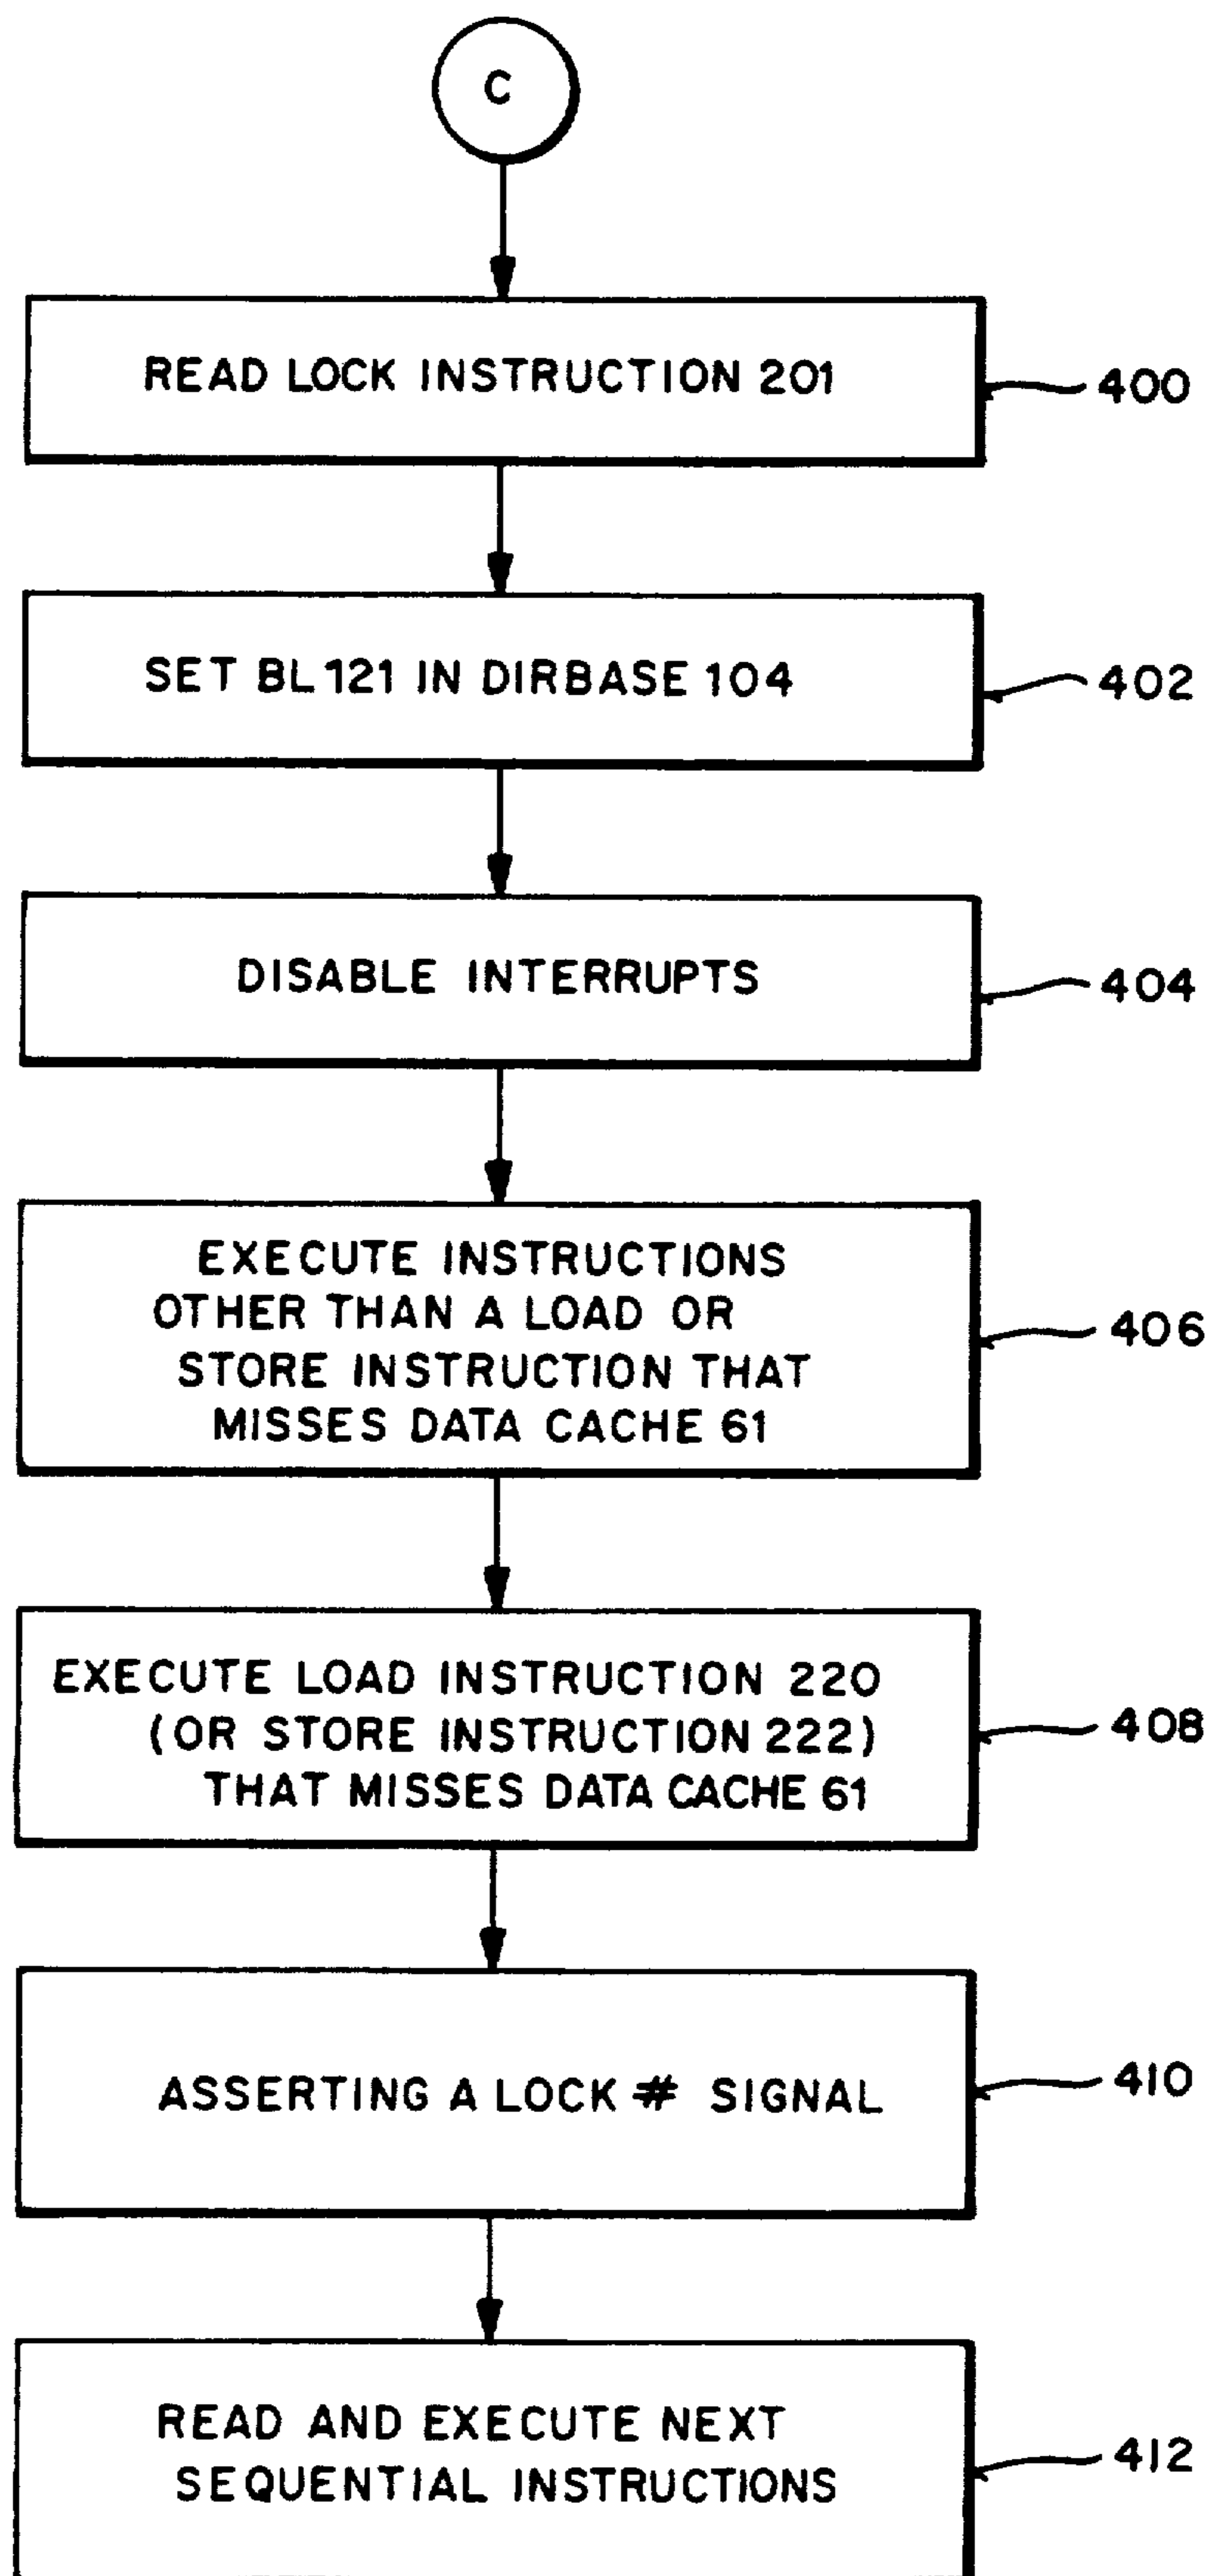 C
READ LOCK INSTRUCTION 201
400
SET BL 121 IN DIRBASE 104
402
DISABLE INTERRUPTS
404
EXECUTE INSTRUCTIONS
OTHER THAN A LOAD OR
STORE INSTRUCTION THAT
MISSES DATA CACHE 61
406
EXECUTE LOAD INSTRUCTION 220
(OR STORE INSTRUCTION 222)
THAT MISSES DATA CACHE 61
408
ASSERTING A LOCK # SIGNAL
410
READ AND EXECUTE NEXT
SEQUENTIAL INSTRUCTIONS
412